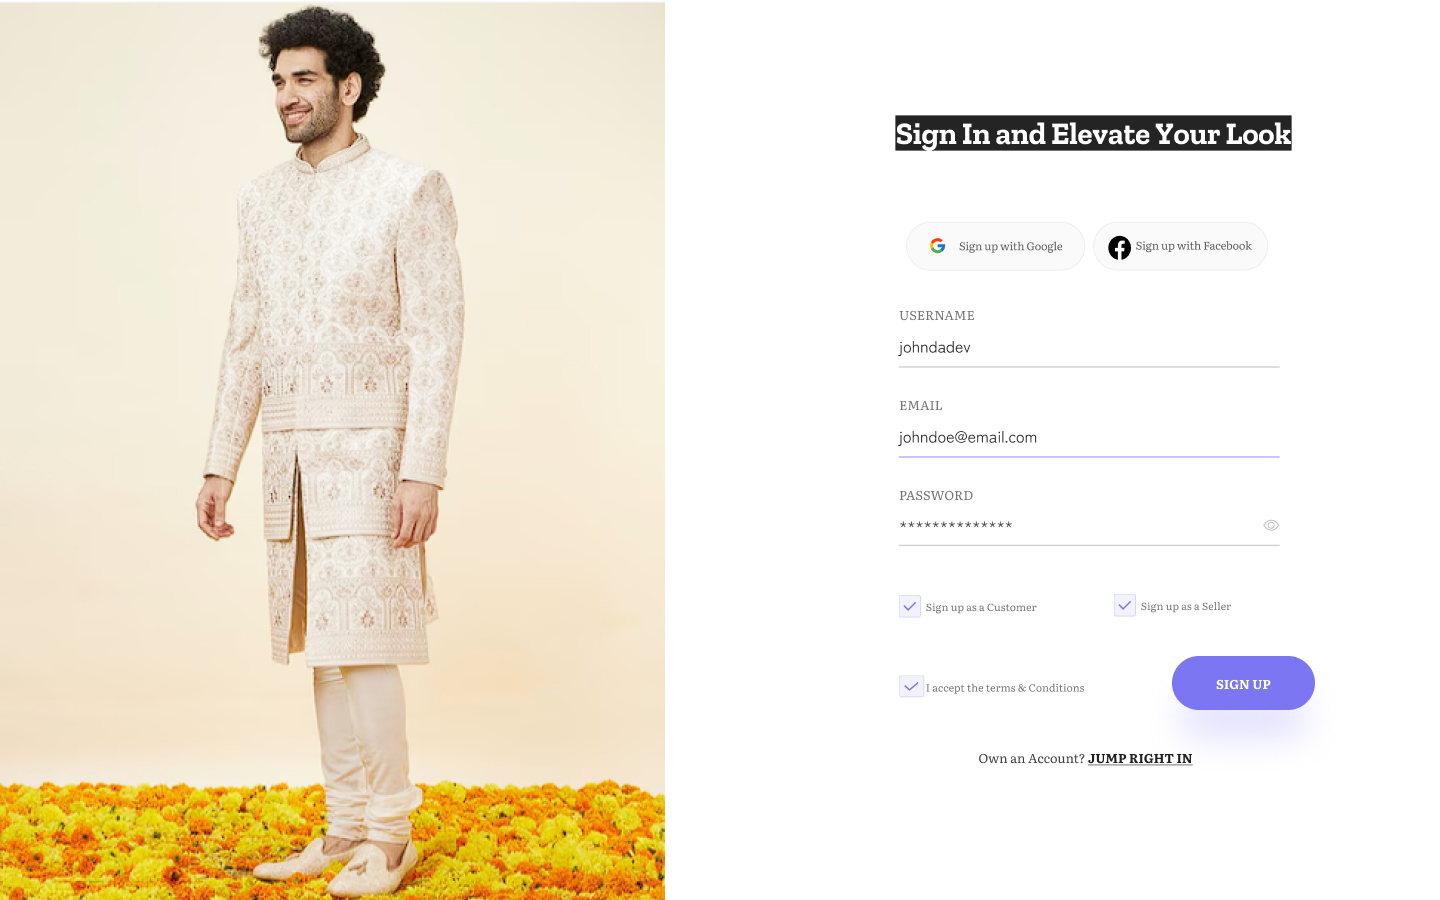 Sign In and Elevate Your Look
Sign up with Google
Sign up with Facebook
USERNAME
johndadev
EMAIL
johndoe@email.com
PASSWORD
**************
Sign up as a Customer
Sign up as a Seller
I accept the terms & Conditions
SIGN UP
Own an Account? JUMP RIGHT IN